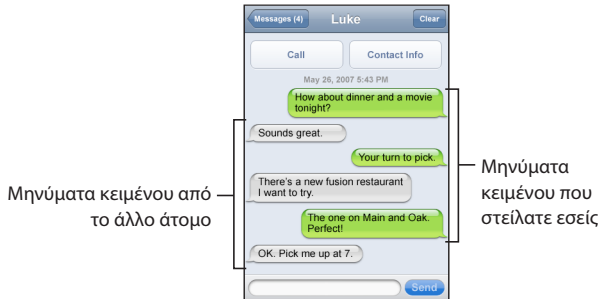 Messages (4)
Luke
Clear
Call
Contact Info
May 26, 2007 5:43 PM
How about dinner and a movie
tonight?
Sounds great.
Your turn to pick.
There's a new fusion restaurant
I want to try.
The one on Main and Oak.
Perfect!
OK. Pick me up at 7.
Send
Μηνύματα κειμένου από
το άλλο άτομο
Μηνύματα
κειμένου που
στείλατε εσείς